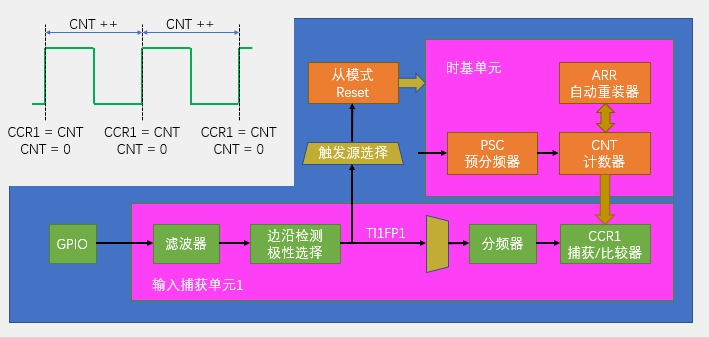 CNT ++ CNT ++
CCR1 = CNT CCR1 = CNT CCR1 = CNT
CNT = 0 CNT = 0 CNT = 0
从模式
Reset
时基单元
ARR
自动重装器
触发源选择
PSC
预分频器
CNT
计数器
GPIO
滤波器
边沿检测
极性选择
TI1FP1
分频器
CCR1
捕获/比较器
输入捕获单元1